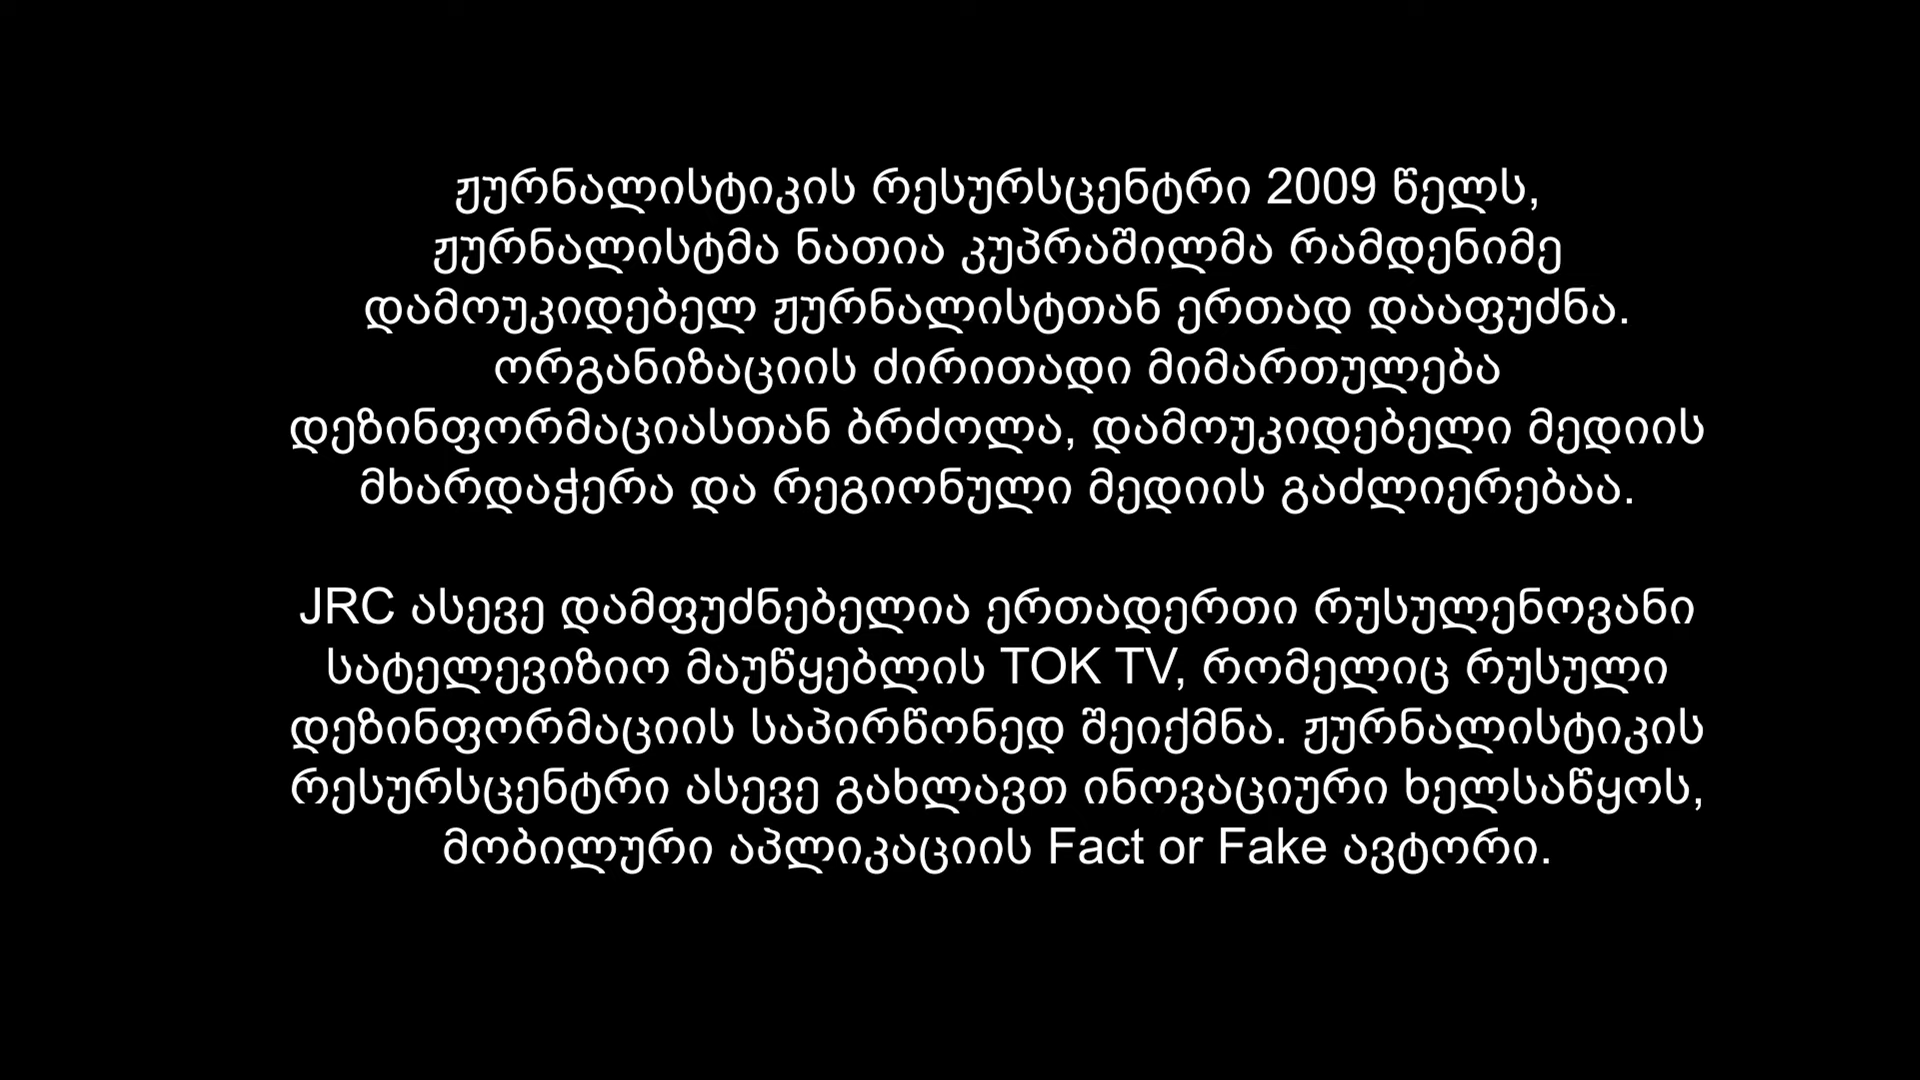 ჟურნალისტიკის რესურსცენტრი 2009 წელს,
ჟურნალისტმა ნათია კუპრაშილმა რამდენიმე
დამოუკიდებელ ჟურნალისტთან ერთად დააფუძნა.
ორგანიზაციის ძირითადი მიმართულება
დეზინფორმაციასთან ბრძოლა, დამოუკიდებელი მედიის
მხარდაჭერა და რეგიონული მედიის გაძლიერებაა.
JRC ასევე დამფუძნებელია ერთადერთი რუსულენოვანი
სატელევიზიო მაუწყებლის TOK TV, რომელიც რუსული
დეზინფორმაციის საპირწონედ შეიქმნა. ჟურნალისტიკის
რესურსცენტრი ასევე გახლავთ ინოვაციური ხელსაწყოს,
მობილური აპლიკაციის Fact or Fake ავტორი.